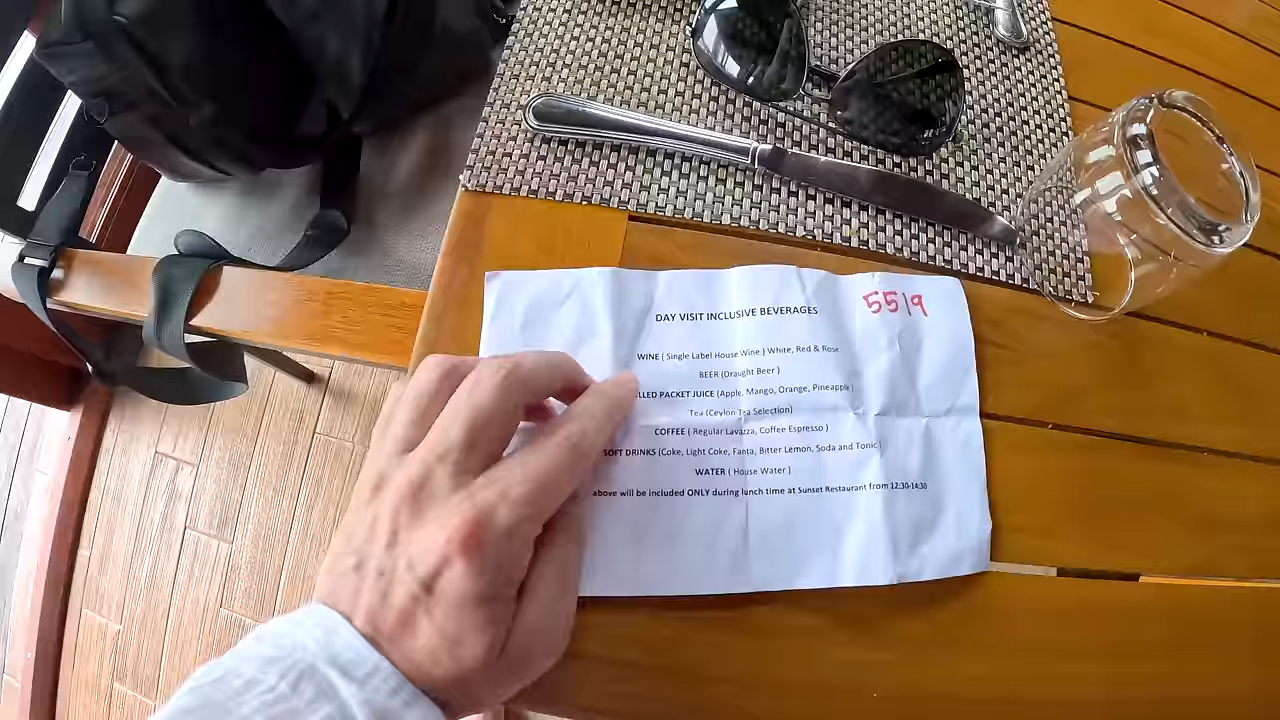 DAY VISIT INCLUSIVE BEVERAGES
5519
WINE ( Single Label House Wine ) White, Red & Rose
BEER (Draught Beer )
PACKET JUICE (Apple, Mango, Orange, Pineapple )
Tea (Ceylon Tea Selection)
COFFEE ( Regular Lavazza, Coffee Espresso )
SOFT DRINKS (Coke, Light Coke, Fanta, Bitter Lemon, Soda and Tonic )
WATER ( House Water )
above will be included ONLY during lunch time at Sunset Restaurant from 12:30-14:30